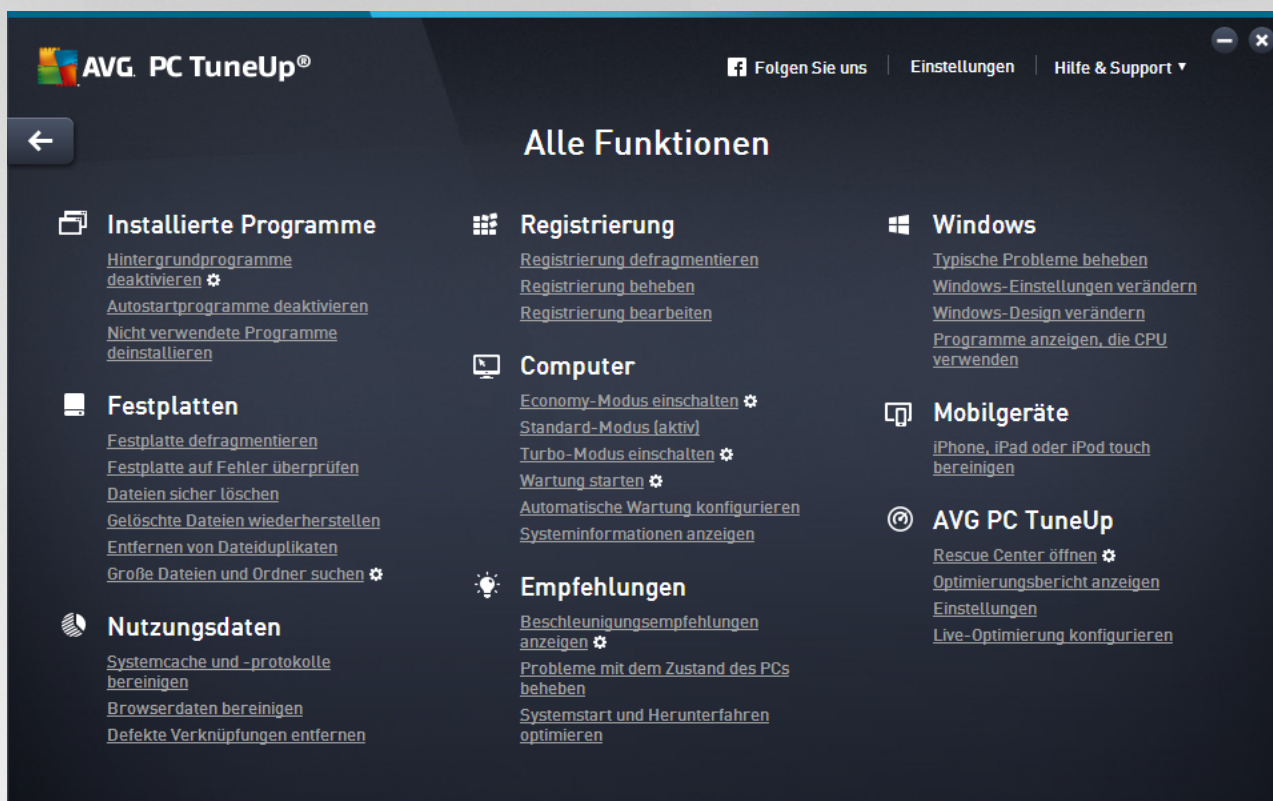 AVG. PC TuneUp®
Folgen Sie uns
Einstellungen
Hilfe & Support
Alle Funktionen
Installierte Programme
Hintergrundprogramme
deaktivieren
Autostartprogramme deaktivieren
Nicht verwendete Programme
deinstallieren
Festplatten
Festplatte defragmentieren
Festplatte auf Fehler überprüfen
Dateien sicher löschen
Gelöschte Dateien wiederherstellen
Entfernen von Dateiduplikaten
Große Dateien und Ordner suchen
Nutzungsdaten
Systemcache und -protokolle
bereinigen
Browserdaten bereinigen
Defekte Verknüpfungen entfernen
Registrierung
Registrierung defragmentieren
Registrierung beheben
Registrierung bearbeiten
Computer
Economy-Modus einschalten
Standard-Modus (aktiv)
Turbo-Modus einschalten
Wartung starten
Automatische Wartung konfigurieren
Systeminformationen anzeigen
Empfehlungen
Beschleunigungsempfehlungen
anzeigen
Probleme mit dem Zustand des PCs
beheben
Systemstart und Herunterfahren
optimieren
Windows
Typische Probleme beheben
Windows-Einstellungen verändern
Windows-Design verändern
Programme anzeigen, die CPU
verwenden
Mobilgeräte
iPhone, iPad oder iPod touch
bereinigen
AVG PC TuneUp
Rescue Center öffnen
Optimierungsbericht anzeigen
Einstellungen
Live-Optimierung konfigurieren